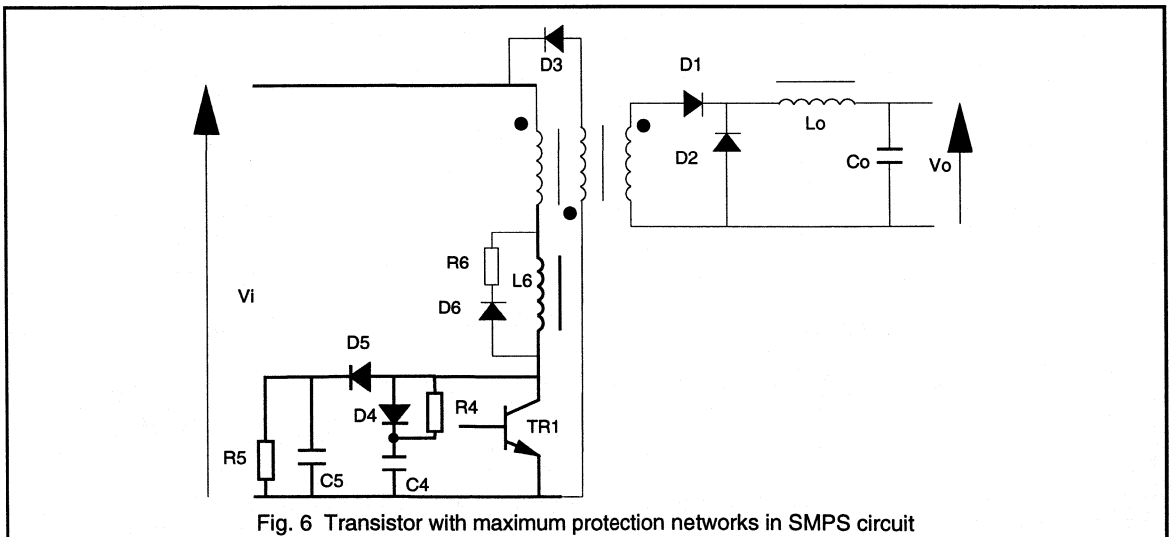 D3
D1
Lo
D2
Co
Vo
R6
L6
D6
Vi
D5
D4
R4
TR1
R5
C5
C4
Fig. 6 Transistor with maximum protection networks in SMPS circuit